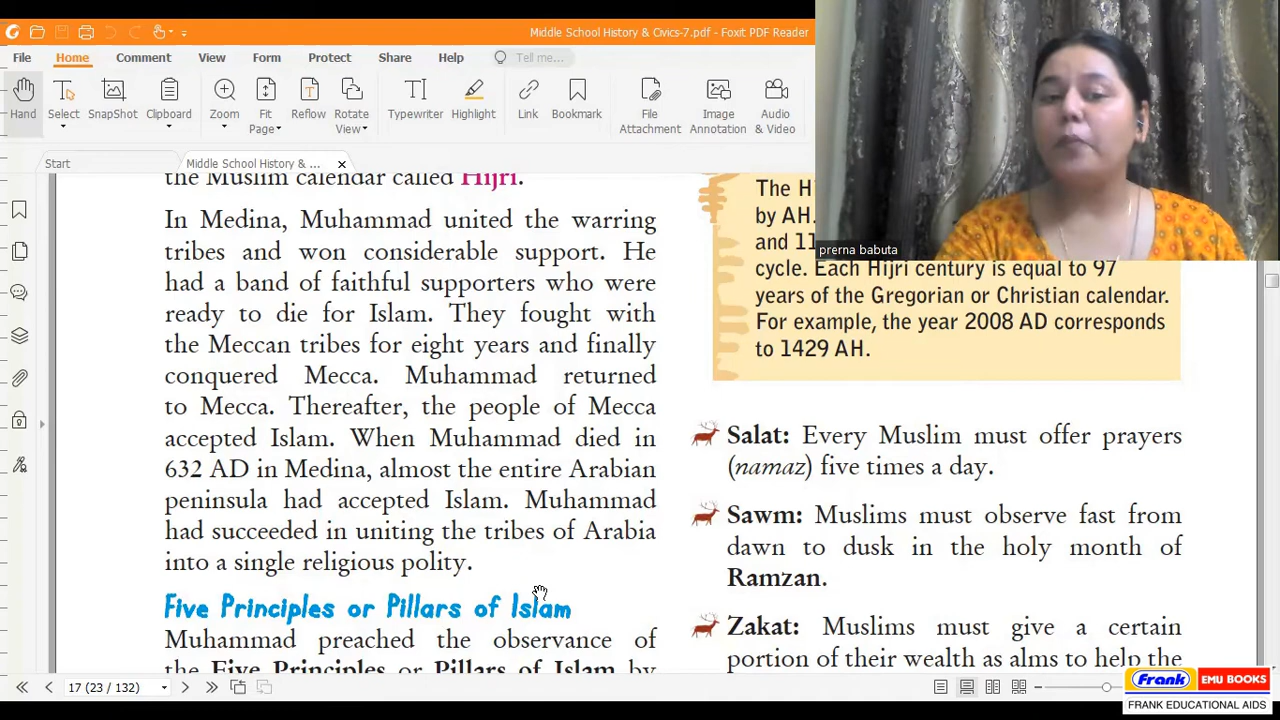 Middle School History & Civics-7.pdf - Foxit PDF Reader
File Home Comment View Form Protect Share Help Tell me...
Hand Select SnapShot Clipboard Zoom Fit Page Reflow Rotate View Typewriter Highlight Link Bookmark File Attachment Image Annotation Audio & Video
Start Middle School History & ...
the Muslim calendar called Hijri.
In Medina, Muhammad united the warring
tribes and won considerable support. He
had a band of faithful supporters who were
ready to die for Islam. They fought with
the Meccan tribes for eight years and finally
conquered Mecca. Muhammad returned
to Mecca. Thereafter, the people of Mecca
accepted Islam. When Muhammad died in
632 AD in Medina, almost the entire Arabian
peninsula had accepted Islam. Muhammad
had succeeded in uniting the tribes of Arabia
into a single religious polity.
Five Principles or Pillars of Islam
Muhammad preached the observance of
the Five Principles or Pillars of Islam by
The H
by AH.
and 11
prerna babuta
cycle. Each Hijri century is equal to 97
years of the Gregorian or Christian calendar.
For example, the year 2008 AD corresponds
to 1429 AH.
Salat: Every Muslim must offer prayers
(namaz) five times a day.
Sawm: Muslims must observe fast from
dawn to dusk in the holy month of
Ramzan.
Zakat: Muslims must give a certain
portion of their wealth as alms to help the
17 (23 / 132)
Frank EMU BOOKS
FRANK EDUCATIONAL AIDS